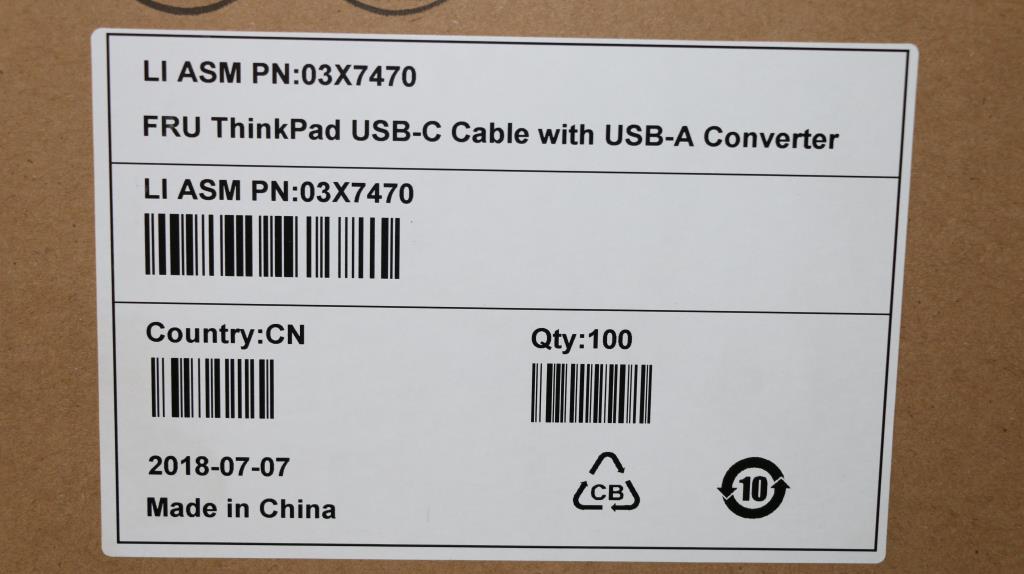 LI ASM PN:03X7470
FRU ThinkPad USB-C Cable with USB-A Converter
LI ASM PN:03X7470
Country:CN
Qty:100
2018-07-07
Made in China
CB
10